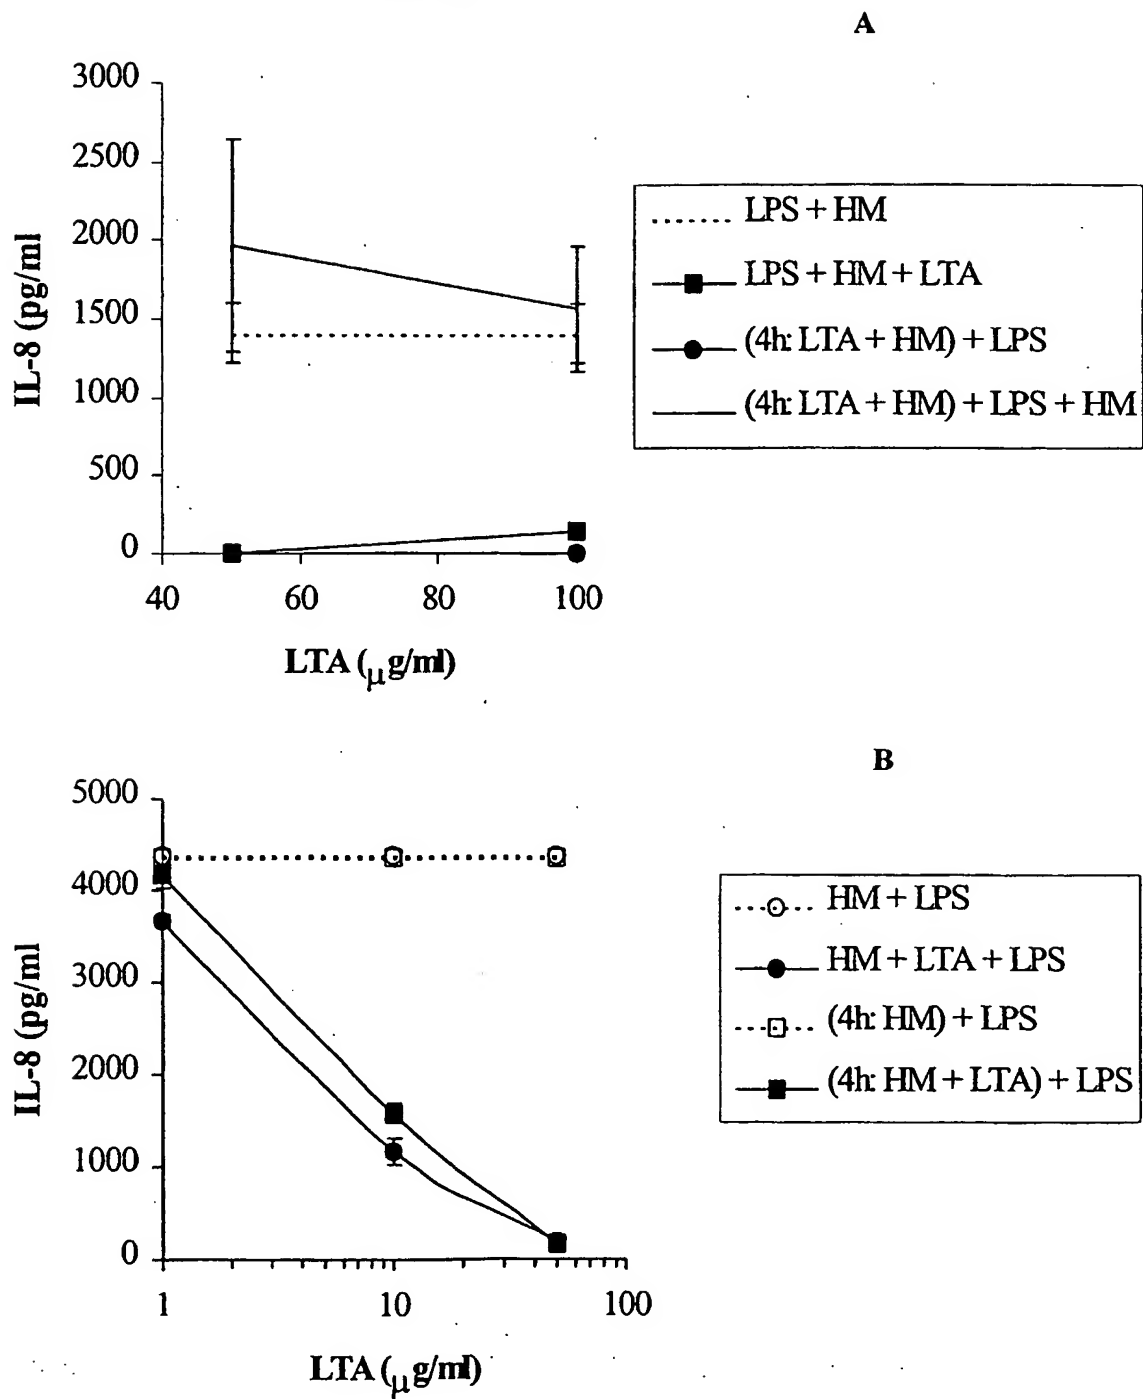 A
3000
2500
2000
1500
1000
500
0
40
60
80
100
IL-8 (pg/ml)
LTA (μg/ml)
LPS + HM
LPS + HM + LTA
(4h: LTA + HM) + LPS
(4h: LTA + HM) + LPS + HM
B
5000
4000
3000
2000
1000
0
1
10
100
IL-8 (pg/ml)
LTA (μg/ml)
HM + LPS
HM + LTA + LPS
(4h: HM) + LPS
(4h: HM + LTA) + LPS